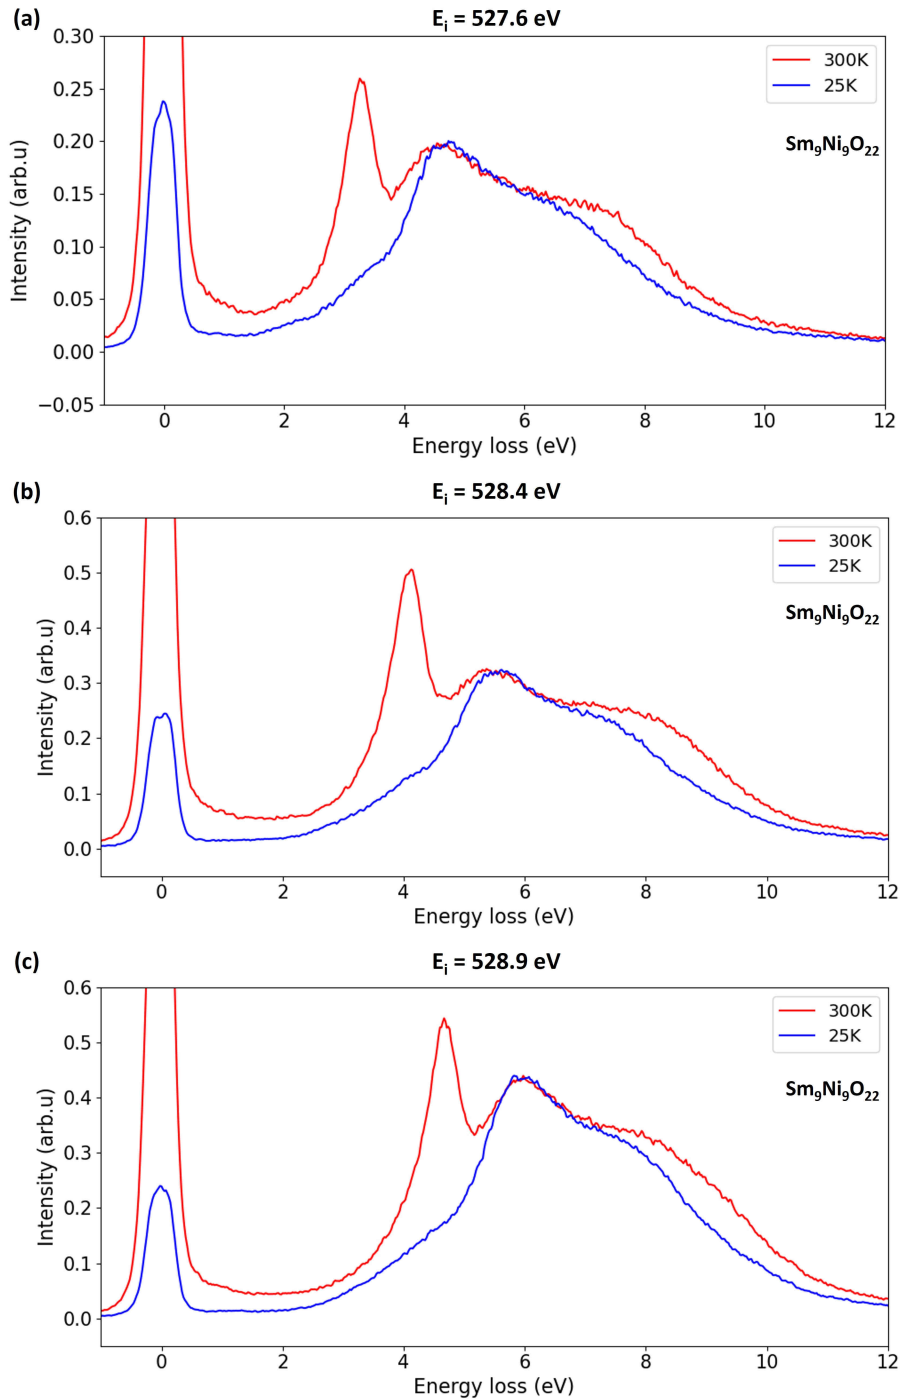 (a)
E_i = 527.6 eV
0.30
0.25
0.20
0.15
0.10
0.05
0.00
−0.05
Intensity (arb.u)
300K
25K
Sm₉Ni₉O₂₂
0 2 4 6 8 10 12
Energy loss (eV)
(b)
E_i = 528.4 eV
0.6
0.5
0.4
0.3
0.2
0.1
0.0
Intensity (arb.u)
300K
25K
Sm₉Ni₉O₂₂
0 2 4 6 8 10 12
Energy loss (eV)
(c)
E_i = 528.9 eV
0.6
0.5
0.4
0.3
0.2
0.1
0.0
Intensity (arb.u)
300K
25K
Sm₉Ni₉O₂₂
0 2 4 6 8 10 12
Energy loss (eV)